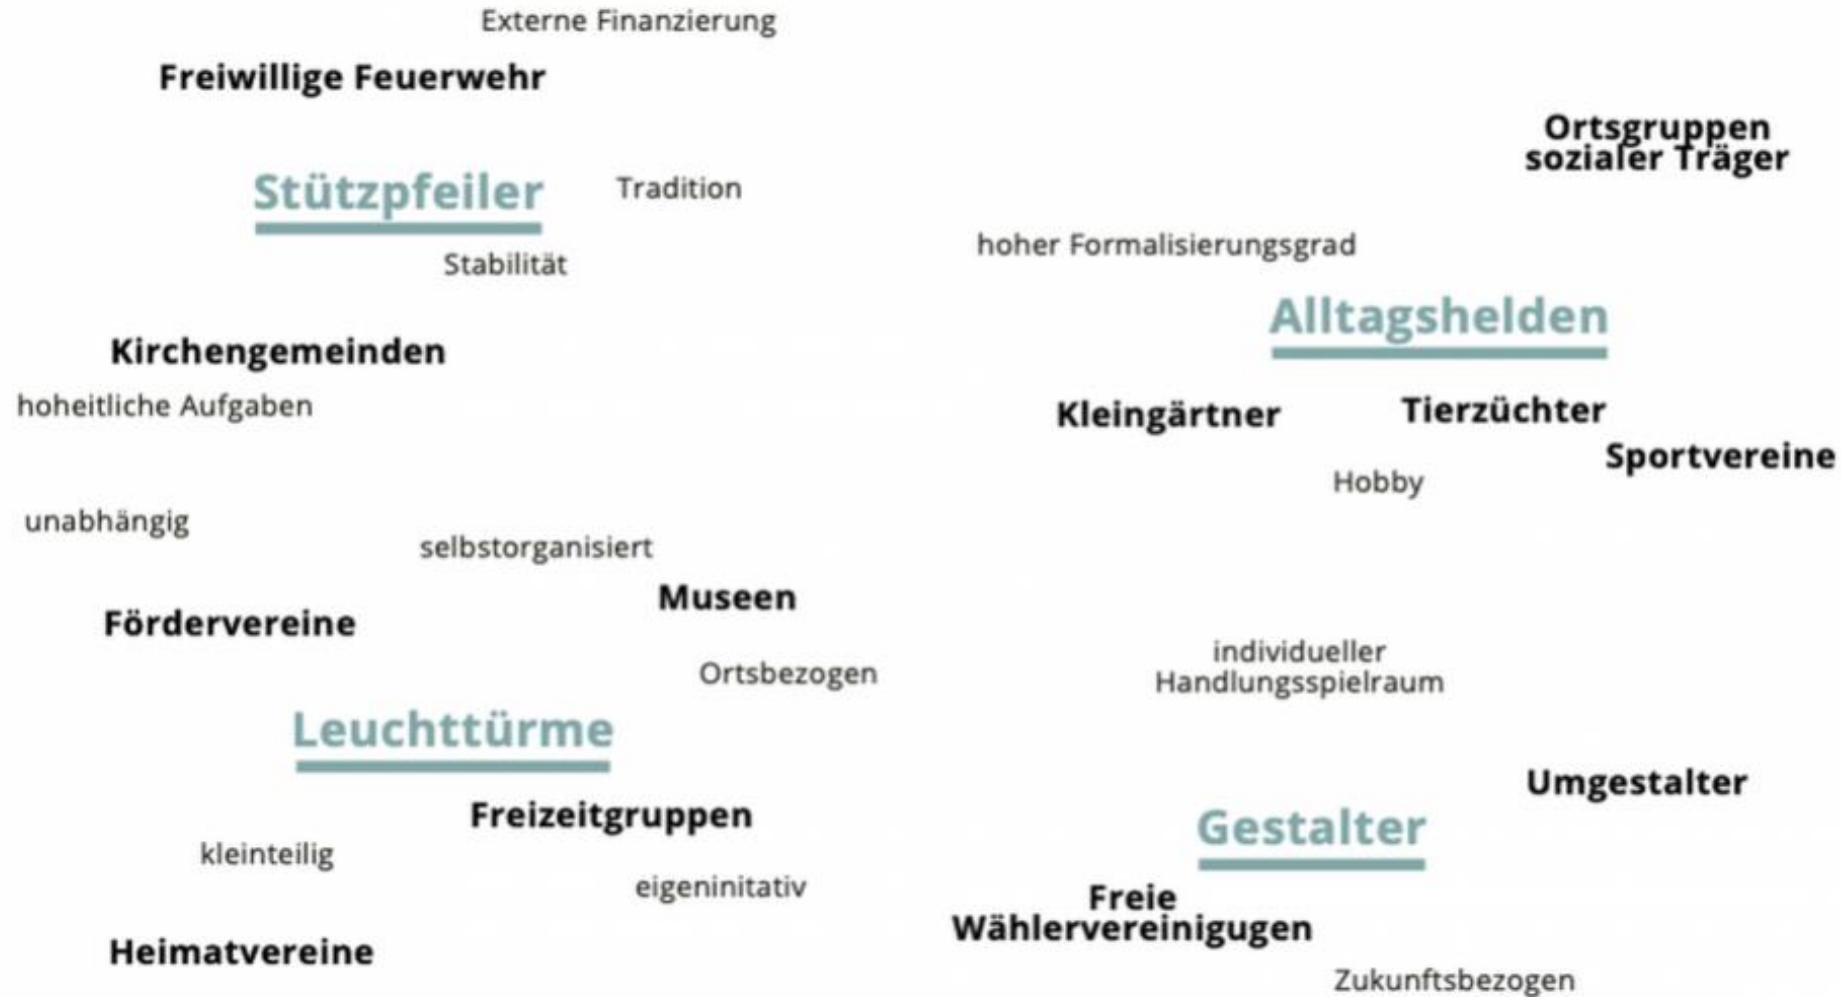 Externe Finanzierung
Freiwillige Feuerwehr
Stützpfeiler
Tradition
Stabilität
Kirchengemeinden
hoheitliche Aufgaben
Ortsgruppen
sozialer Träger
hoher Formalisierungsgrad
Alltagshelden
Kleingärtner
Tierzüchter
Sportvereine
Hobby
unabhängig
selbstorganisiert
Museen
Fördervereine
Ortsbezogen
Leuchttürme
Freizeitgruppen
kleinteilig
eigeninitativ
Heimatvereine
individueller
Handlungsspielraum
Umgestalter
Gestalter
Freie
Wählervereinigugen
Zukunftsbezogen